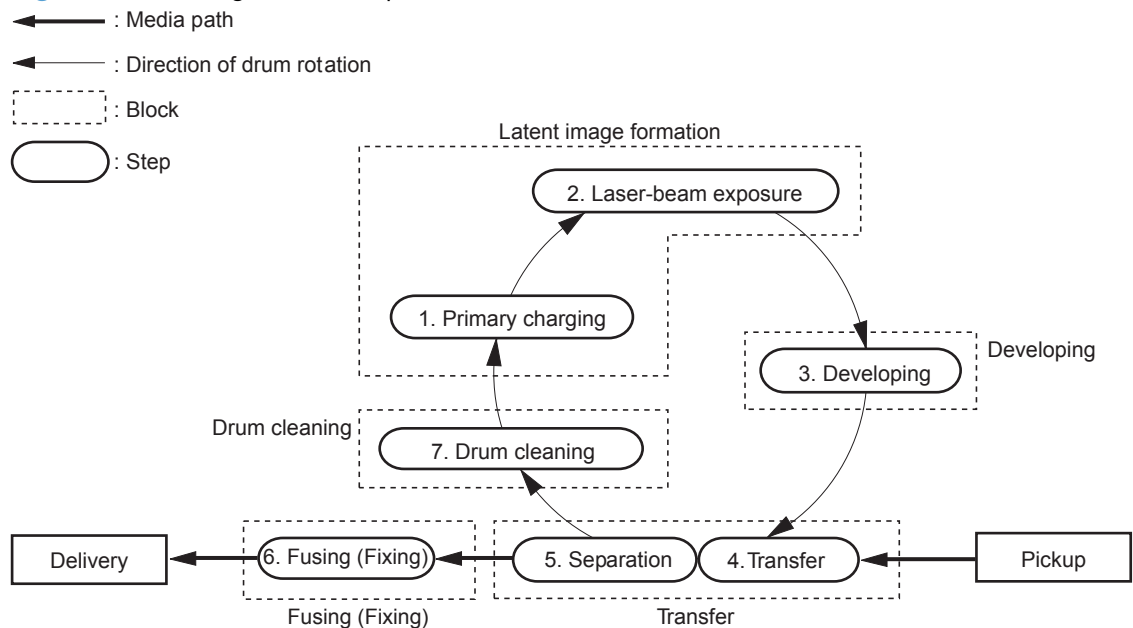 : Media path
: Direction of drum rotation
: Block
: Step
Latent image formation
2. Laser-beam exposure
1. Primary charging
Developing
3. Developing
Drum cleaning
7. Drum cleaning
Delivery
6. Fusing (Fixing)
5. Separation
4.Transfer
Pickup
Fusing (Fixing)
Transfer